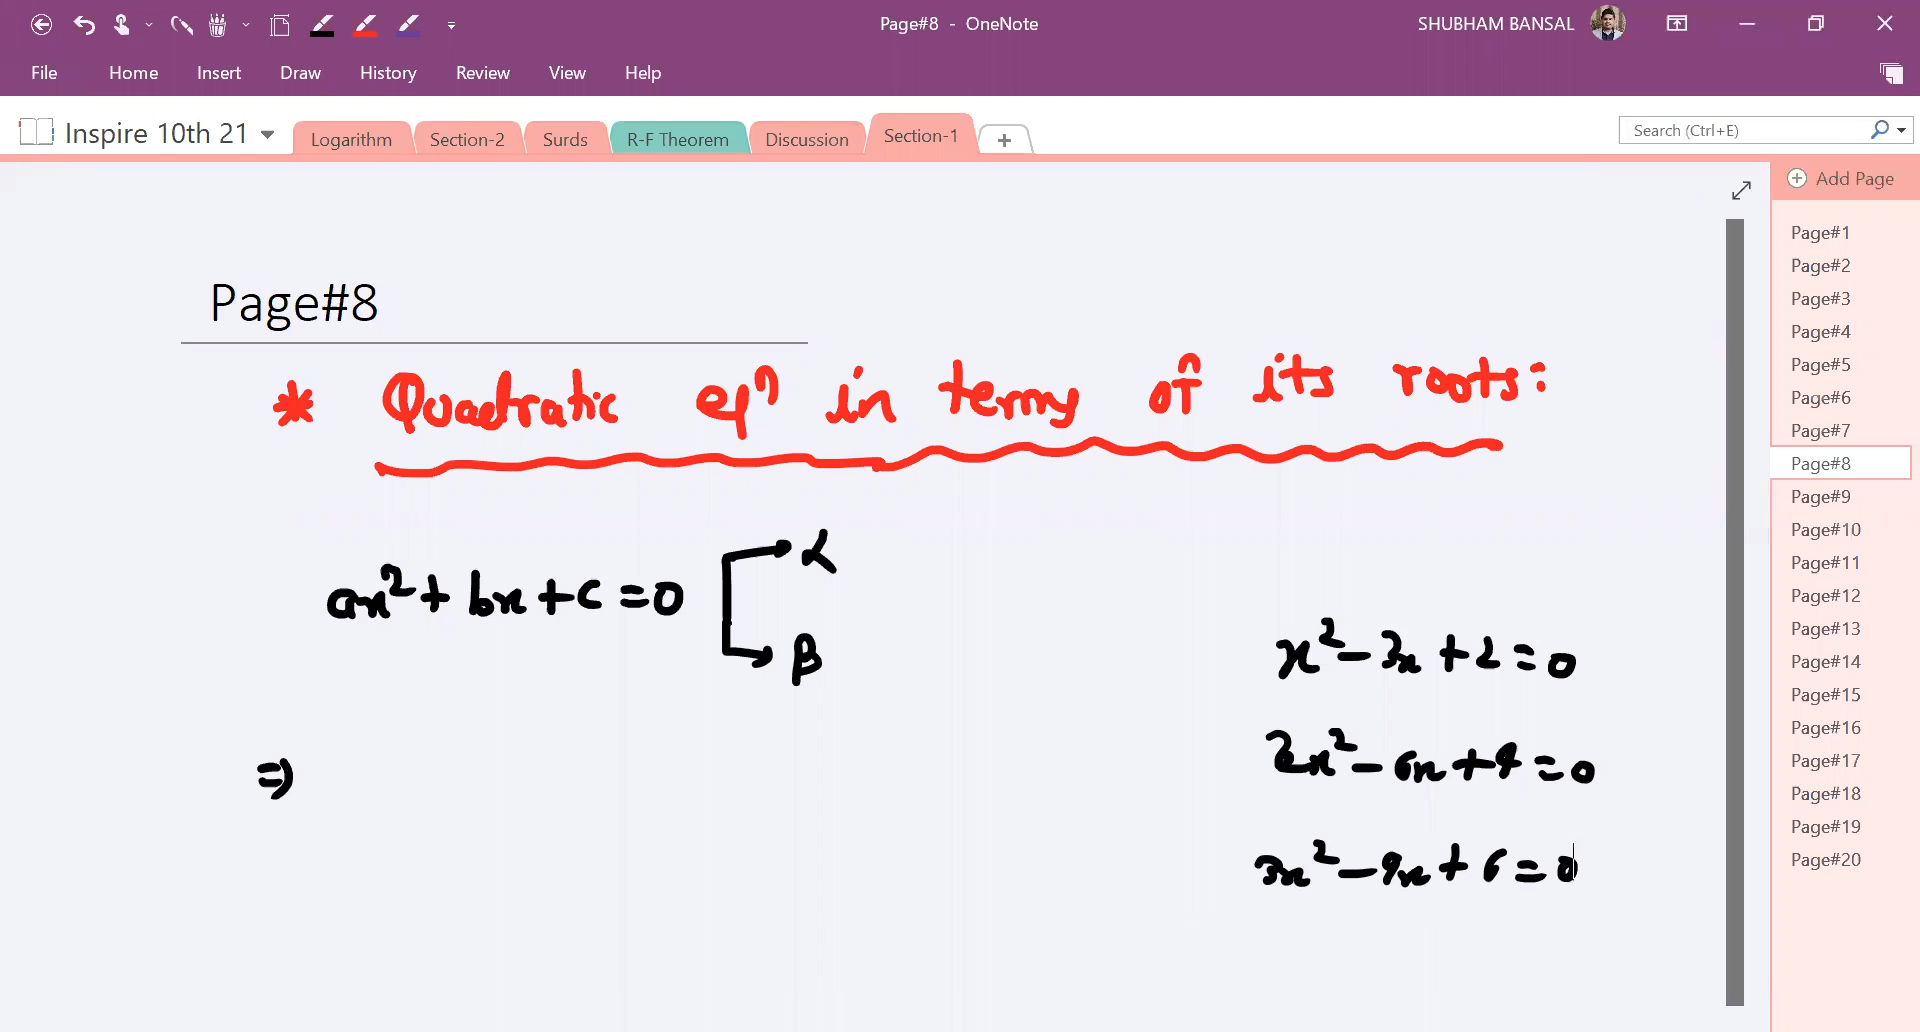 Page#8 - OneNote
SHUBHAM BANSAL
File Home Insert Draw History Review View Help
Inspire 10th 21
Logarithm Section-2 Surds R-F Theorem Discussion Section-1
Search (Ctrl+E)
Add Page
Page#8
* Quadratic eqⁿ in terms of its roots:
ax²+ bx + c = 0
α
β
x² - 3x + 2 = 0
2x² - 6x + 4 = 0
⇒
3x² - 9x + 6 = 0
Page#1
Page#2
Page#3
Page#4
Page#5
Page#6
Page#7
Page#8
Page#9
Page#10
Page#11
Page#12
Page#13
Page#14
Page#15
Page#16
Page#17
Page#18
Page#19
Page#20